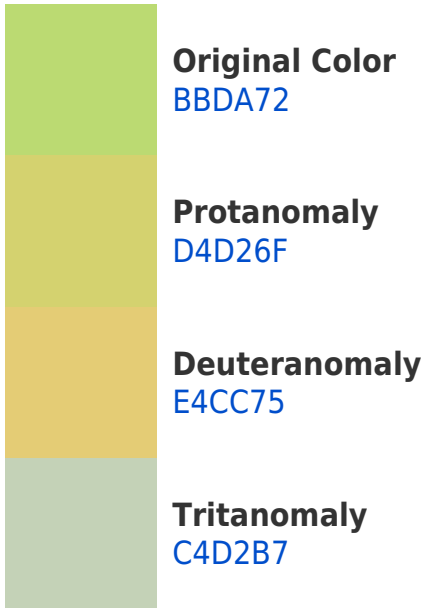 Original Color
BBDA72
Protanomaly
D4D26F
Deuteranomaly
E4CC75
Tritanomaly
C4D2B7